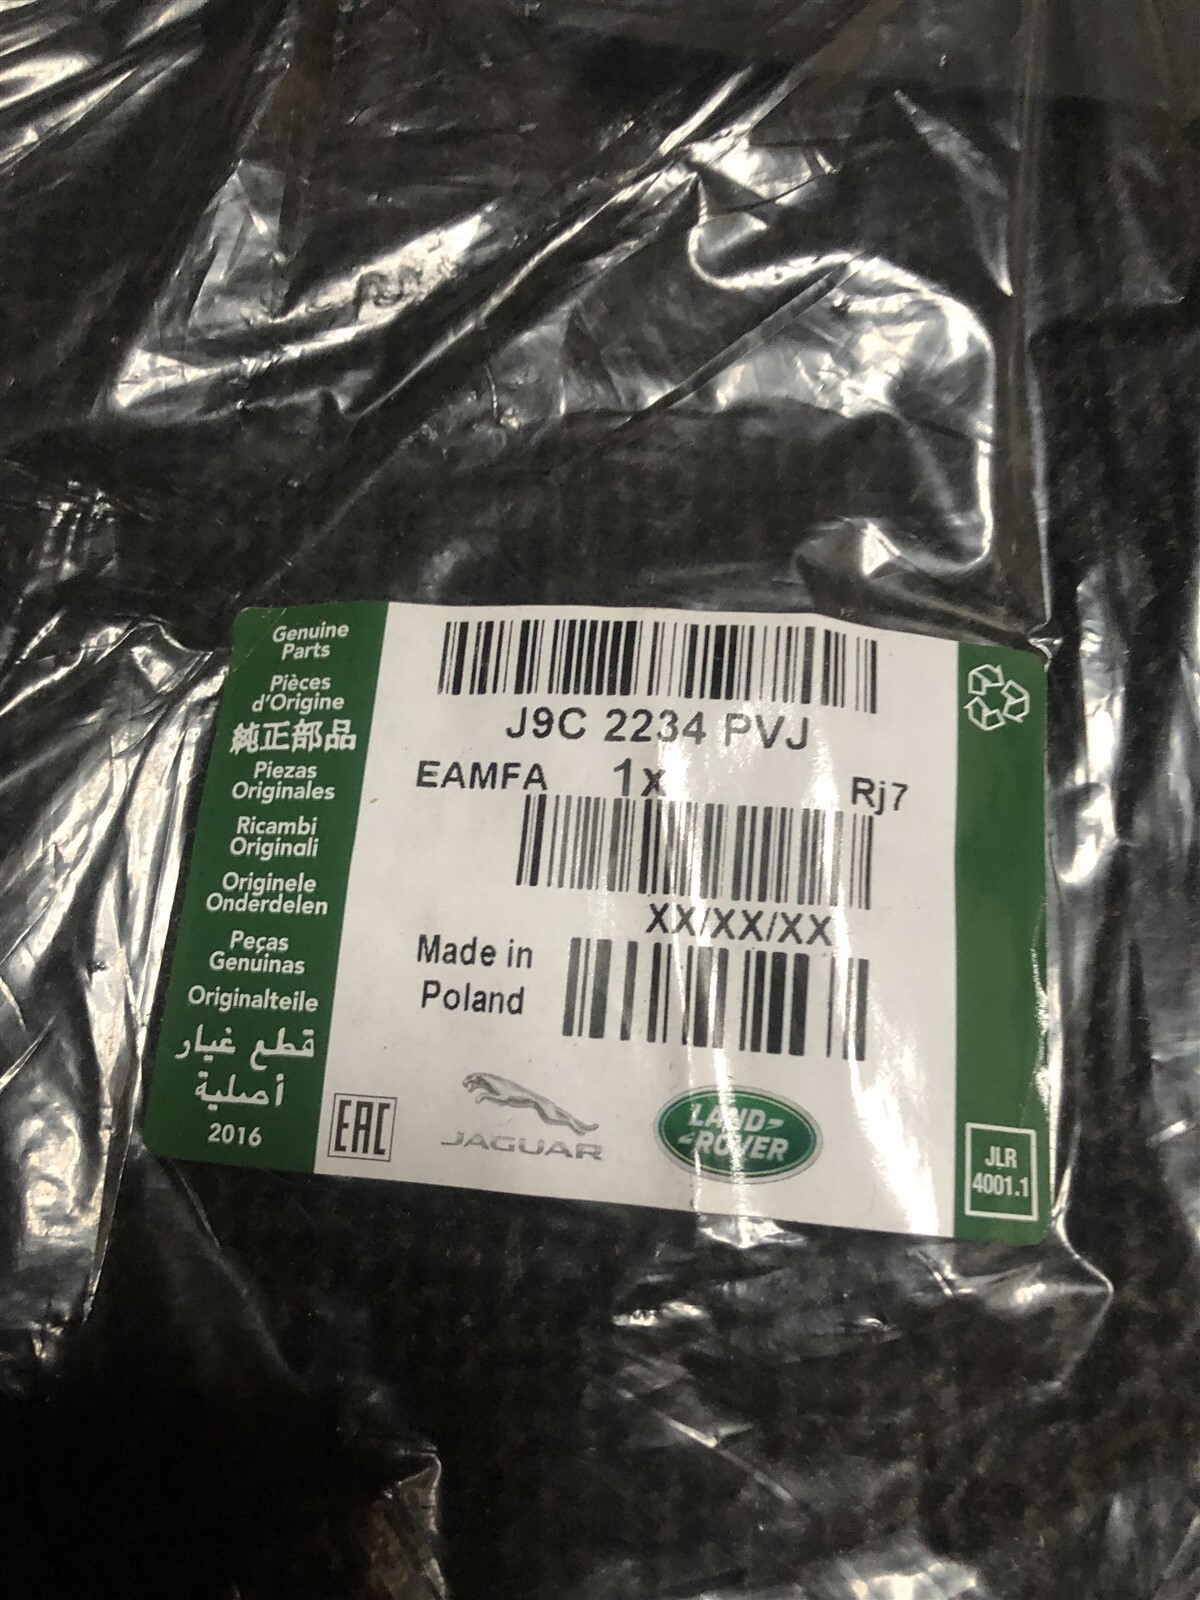 Genuine
Parts
Pièces
d'Origine
純正部品
Piezas
Originales
Ricambi
Originali
Originele
Onderdelen
Peças
Genuinas
Originalteile
قطع غيار
أصلية
2016
J9C 2234 PVJ
EAMFA 1x Rj7
XX/XX/XX
Made in
Poland
EAC
JAGUAR
LAND-
-ROVER
JLR
4001.1